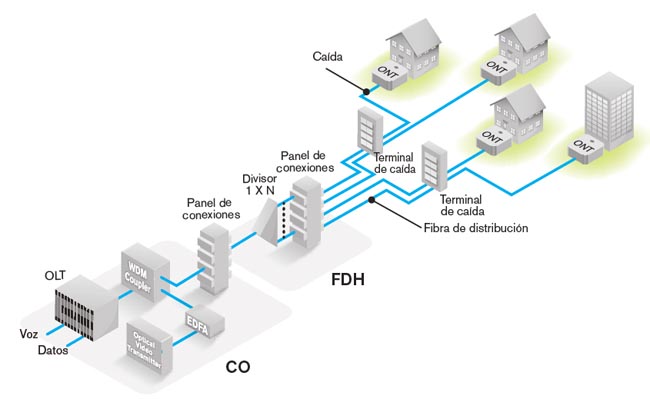 Caída
ONT
ONT
ONT
ONT
Panel de
conexiones
Terminal
de caída
Divisor
1 X N
Terminal
de caída
Panel de
conexiones
Fibra de distribución
FDH
WDM
Coupler
OLT
EDFA
Voz
Datos
Optical
Video
Transmitter
CO